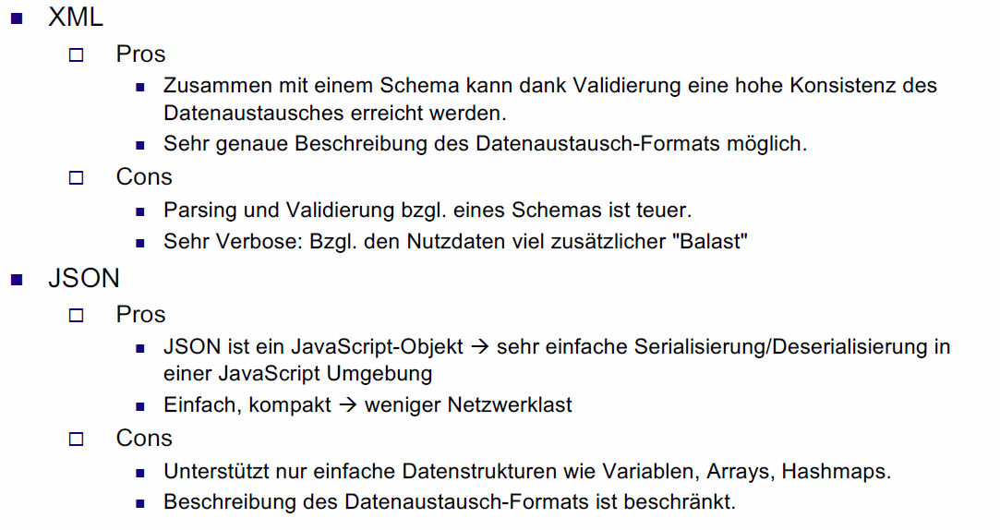 XML
Pros
Zusammen mit einem Schema kann dank Validierung eine hohe Konsistenz des
Datenaustausches erreicht werden.
Sehr genaue Beschreibung des Datenaustausch-Formats möglich.
Cons
Parsing und Validierung bzgl. eines Schemas ist teuer.
Sehr Verbose: Bzgl. den Nutzdaten viel zusätzlicher "Balast"
JSON
Pros
JSON ist ein JavaScript-Objekt → sehr einfache Serialisierung/Deserialisierung in
einer JavaScript Umgebung
Einfach, kompakt → weniger Netzwerklast
Cons
Unterstützt nur einfache Datenstrukturen wie Variablen, Arrays, Hashmaps.
Beschreibung des Datenaustausch-Formats ist beschränkt.